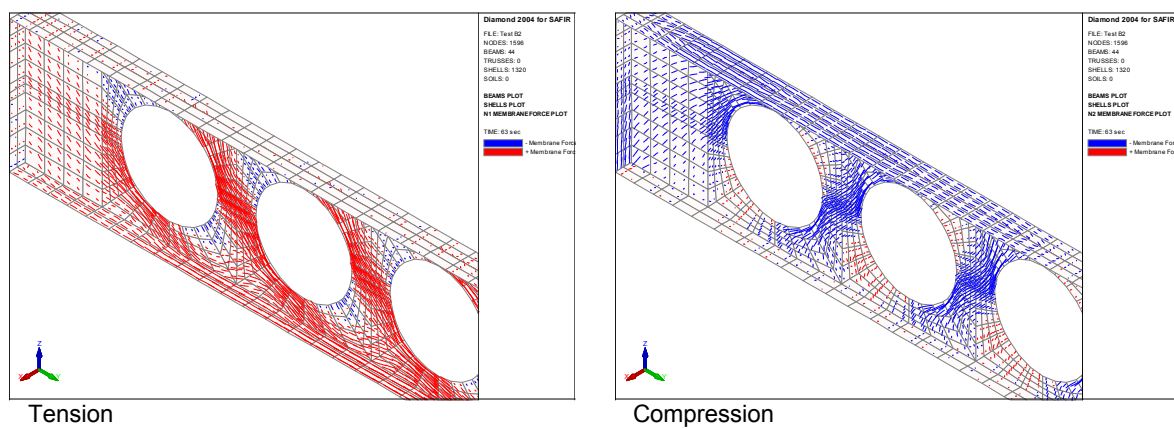 Diamond 2004 for SAFIR
FILE: Test B2
NODES: 1596
BEAMS: 44
TRUSSES: 0
SHELLS: 1320
SOILS: 0
BEAMS PLOT
SHELLS PLOT
N1 MEMBRANE FORCE PLOT
TIME: 63 sec
- Membrane Forc
+ Membrane Forc
Z
X
Y
Tension
Diamond 2004 for SAFIR
FILE: Test B2
NODES: 1596
BEAMS: 44
TRUSSES: 0
SHELLS: 1320
SOILS: 0
BEAMS PLOT
SHELLS PLOT
N2 MEMBRANE FORCE PLOT
TIME: 63 sec
- Membrane Forc
+ Membrane Forc
Z
X
Y
Compression